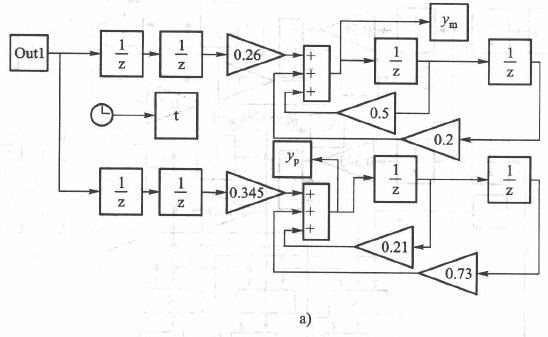 y_m
Out1
1/z
1/z
0.26
+
+
+
1/z
1/z
t
0.5
0.2
y_p
1/z
1/z
0.345
+
+
+
1/z
1/z
0.21
0.73
a)